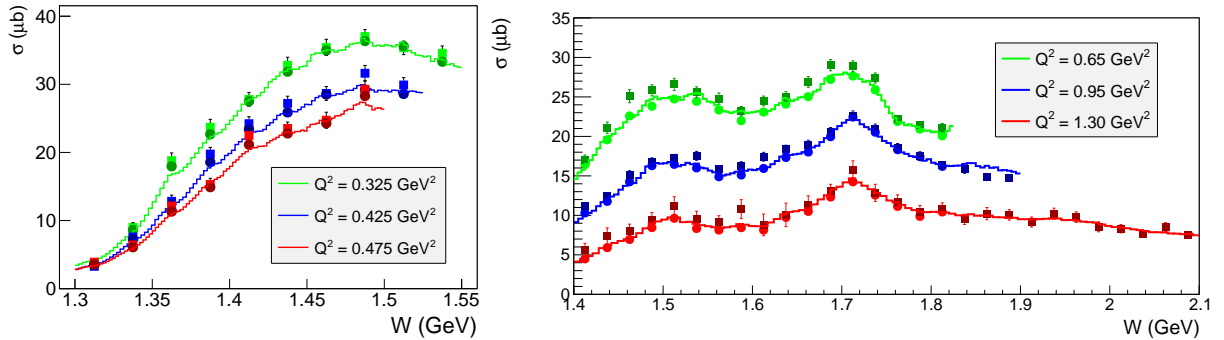 σ (μb)
40
30
20
10
0
Q² = 0.325 GeV²
Q² = 0.425 GeV²
Q² = 0.475 GeV²
1.3 1.35 1.4 1.45 1.5 1.55
W (GeV)
σ (μb)
35
30
25
20
15
10
5
0
Q² = 0.65 GeV²
Q² = 0.95 GeV²
Q² = 1.30 GeV²
1.4 1.5 1.6 1.7 1.8 1.9 2 2.1
W (GeV)